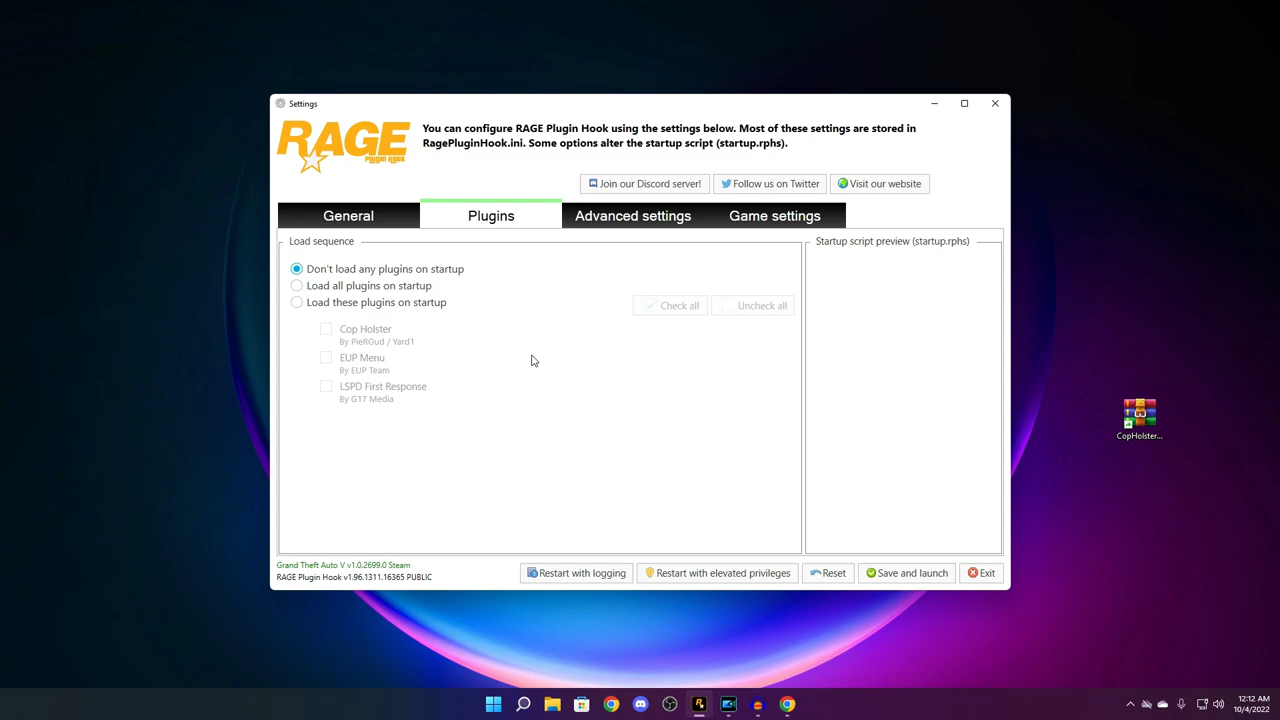 Settings
RAGE
PLUGIN HOOK
You can configure RAGE Plugin Hook using the settings below. Most of these settings are stored in
RagePluginHook.ini. Some options alter the startup script (startup.rphs).
Join our Discord server!
Follow us on Twitter
Visit our website
General
Plugins
Advanced settings
Game settings
Load sequence
Startup script preview (startup.rphs)
Don't load any plugins on startup
Load all plugins on startup
Load these plugins on startup
Check all
Uncheck all
Cop Holster
By PieRGud / Yard1
EUP Menu
By EUP Team
LSPD First Response
By G17 Media
CopHolster...
Grand Theft Auto V v1.0.2699.0 Steam
RAGE Plugin Hook v1.96.1311.16365 PUBLIC
Restart with logging
Restart with elevated privileges
Reset
Save and launch
Exit
12:12 AM
10/4/2022